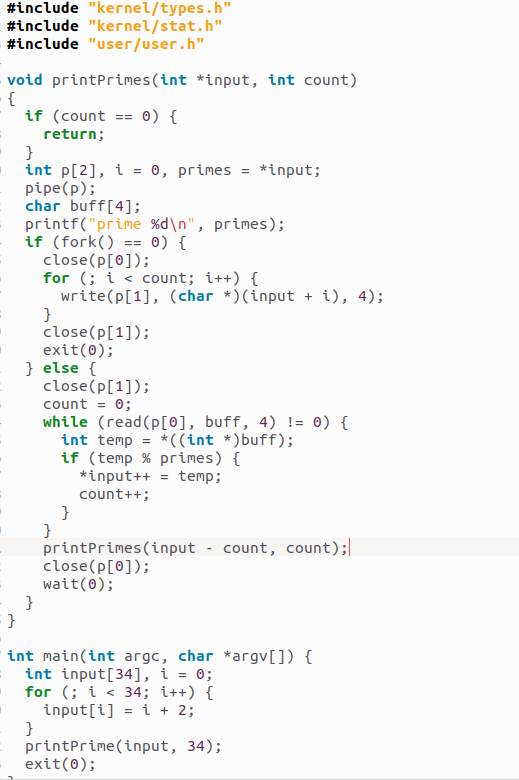 #include "kernel/types.h"
#include "kernel/stat.h"
#include "user/user.h"
void printPrimes(int *input, int count)
{
  if (count == 0) {
    return;
  }
  int p[2], i = 0, primes = *input;
  pipe(p);
  char buff[4];
  printf("prime %d\n", primes);
  if (fork() == 0) {
    close(p[0]);
    for (; i < count; i++) {
      write(p[1], (char *)(input + i), 4);
    }
    close(p[1]);
    exit(0);
  } else {
    close(p[1]);
    count = 0;
    while (read(p[0], buff, 4) != 0) {
      int temp = *((int *)buff);
      if (temp % primes) {
        *input++ = temp;
        count++;
      }
    }
    printPrimes(input - count, count);
    close(p[0]);
    wait(0);
  }
}
int main(int argc, char *argv[]) {
  int input[34], i = 0;
  for (; i < 34; i++) {
    input[i] = i + 2;
  }
  printPrime(input, 34);
  exit(0);